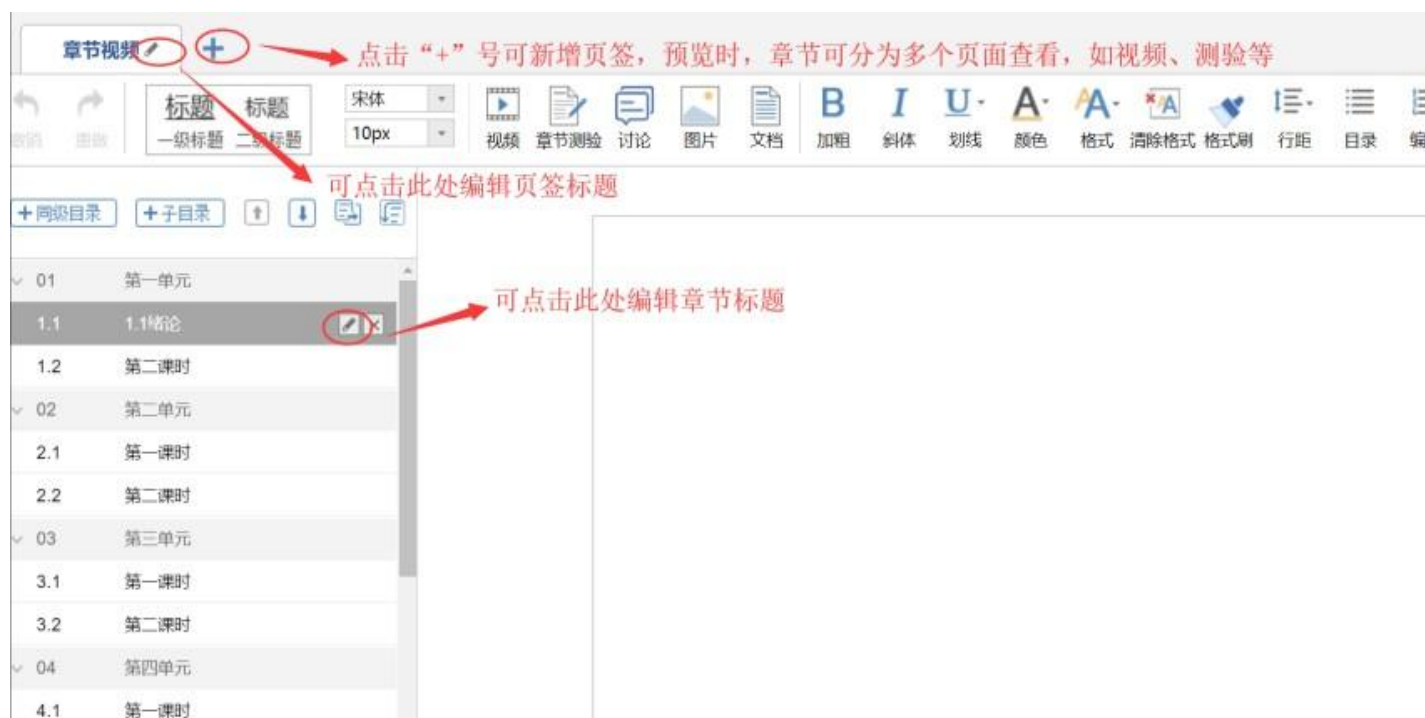 章节视频
点击“+”号可新增页签，预览时，章节可分为多个页面查看，如视频、测验等
标题 标题 宋体
一级标题 二级标题 10px
撤销 重做 视频 章节测验 讨论 图片 文档 B 加粗 I 斜体 U 划线 A 颜色 AA 格式 A 清除格式 格式刷 行距 目录
可点击此处编辑页签标题
+同级目录 +子目录
01 第一单元
可点击此处编辑章节标题
1.1 1.1绪论
1.2 第二课时
02 第二单元
2.1 第一课时
2.2 第二课时
03 第三单元
3.1 第一课时
3.2 第二课时
04 第四单元
4.1 第一课时